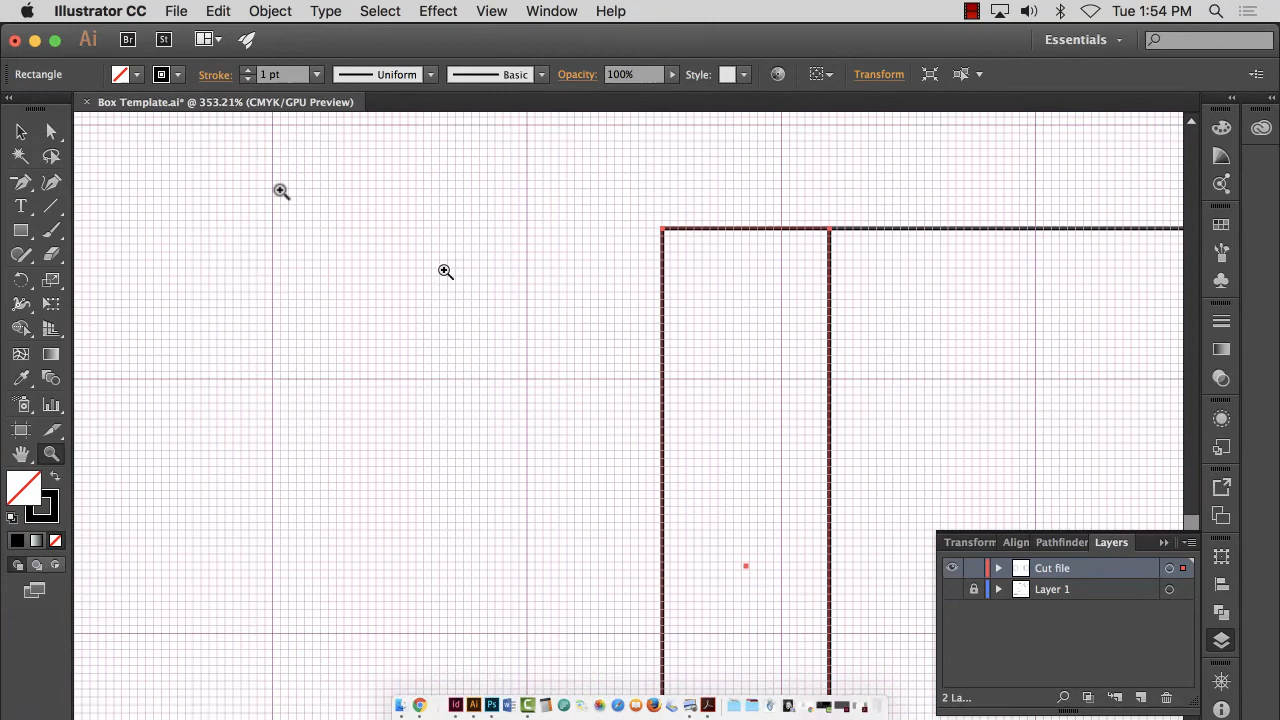 Illustrator CC File Edit Object Type Select Effect View Window Help Tue 1:54 PM
Ai Br St Essentials
Rectangle Stroke: 1 pt Uniform Basic Opacity: 100% Style: Transform
Box Template.ai* @ 353.21% (CMYK/GPU Preview)
Transform Align Pathfinder Layers
Cut file
Layer 1
2 La...